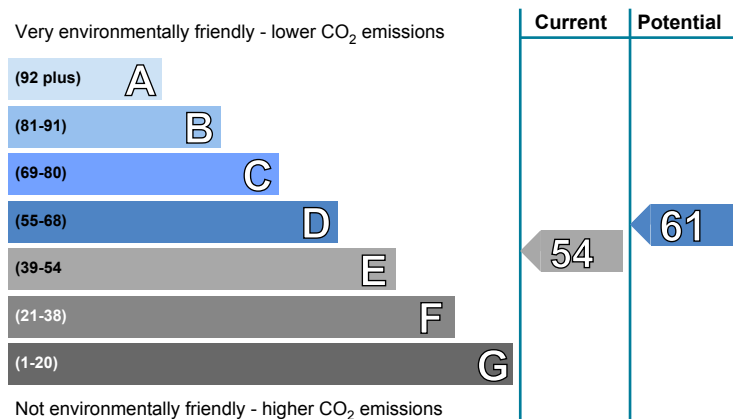 Current Potential
Very environmentally friendly - lower CO2 emissions
(92 plus) A
(81-91) B
(69-80) C
(55-68) D
61
54
(39-54 E
(21-38) F
(1-20) G
Not environmentally friendly - higher CO2 emissions